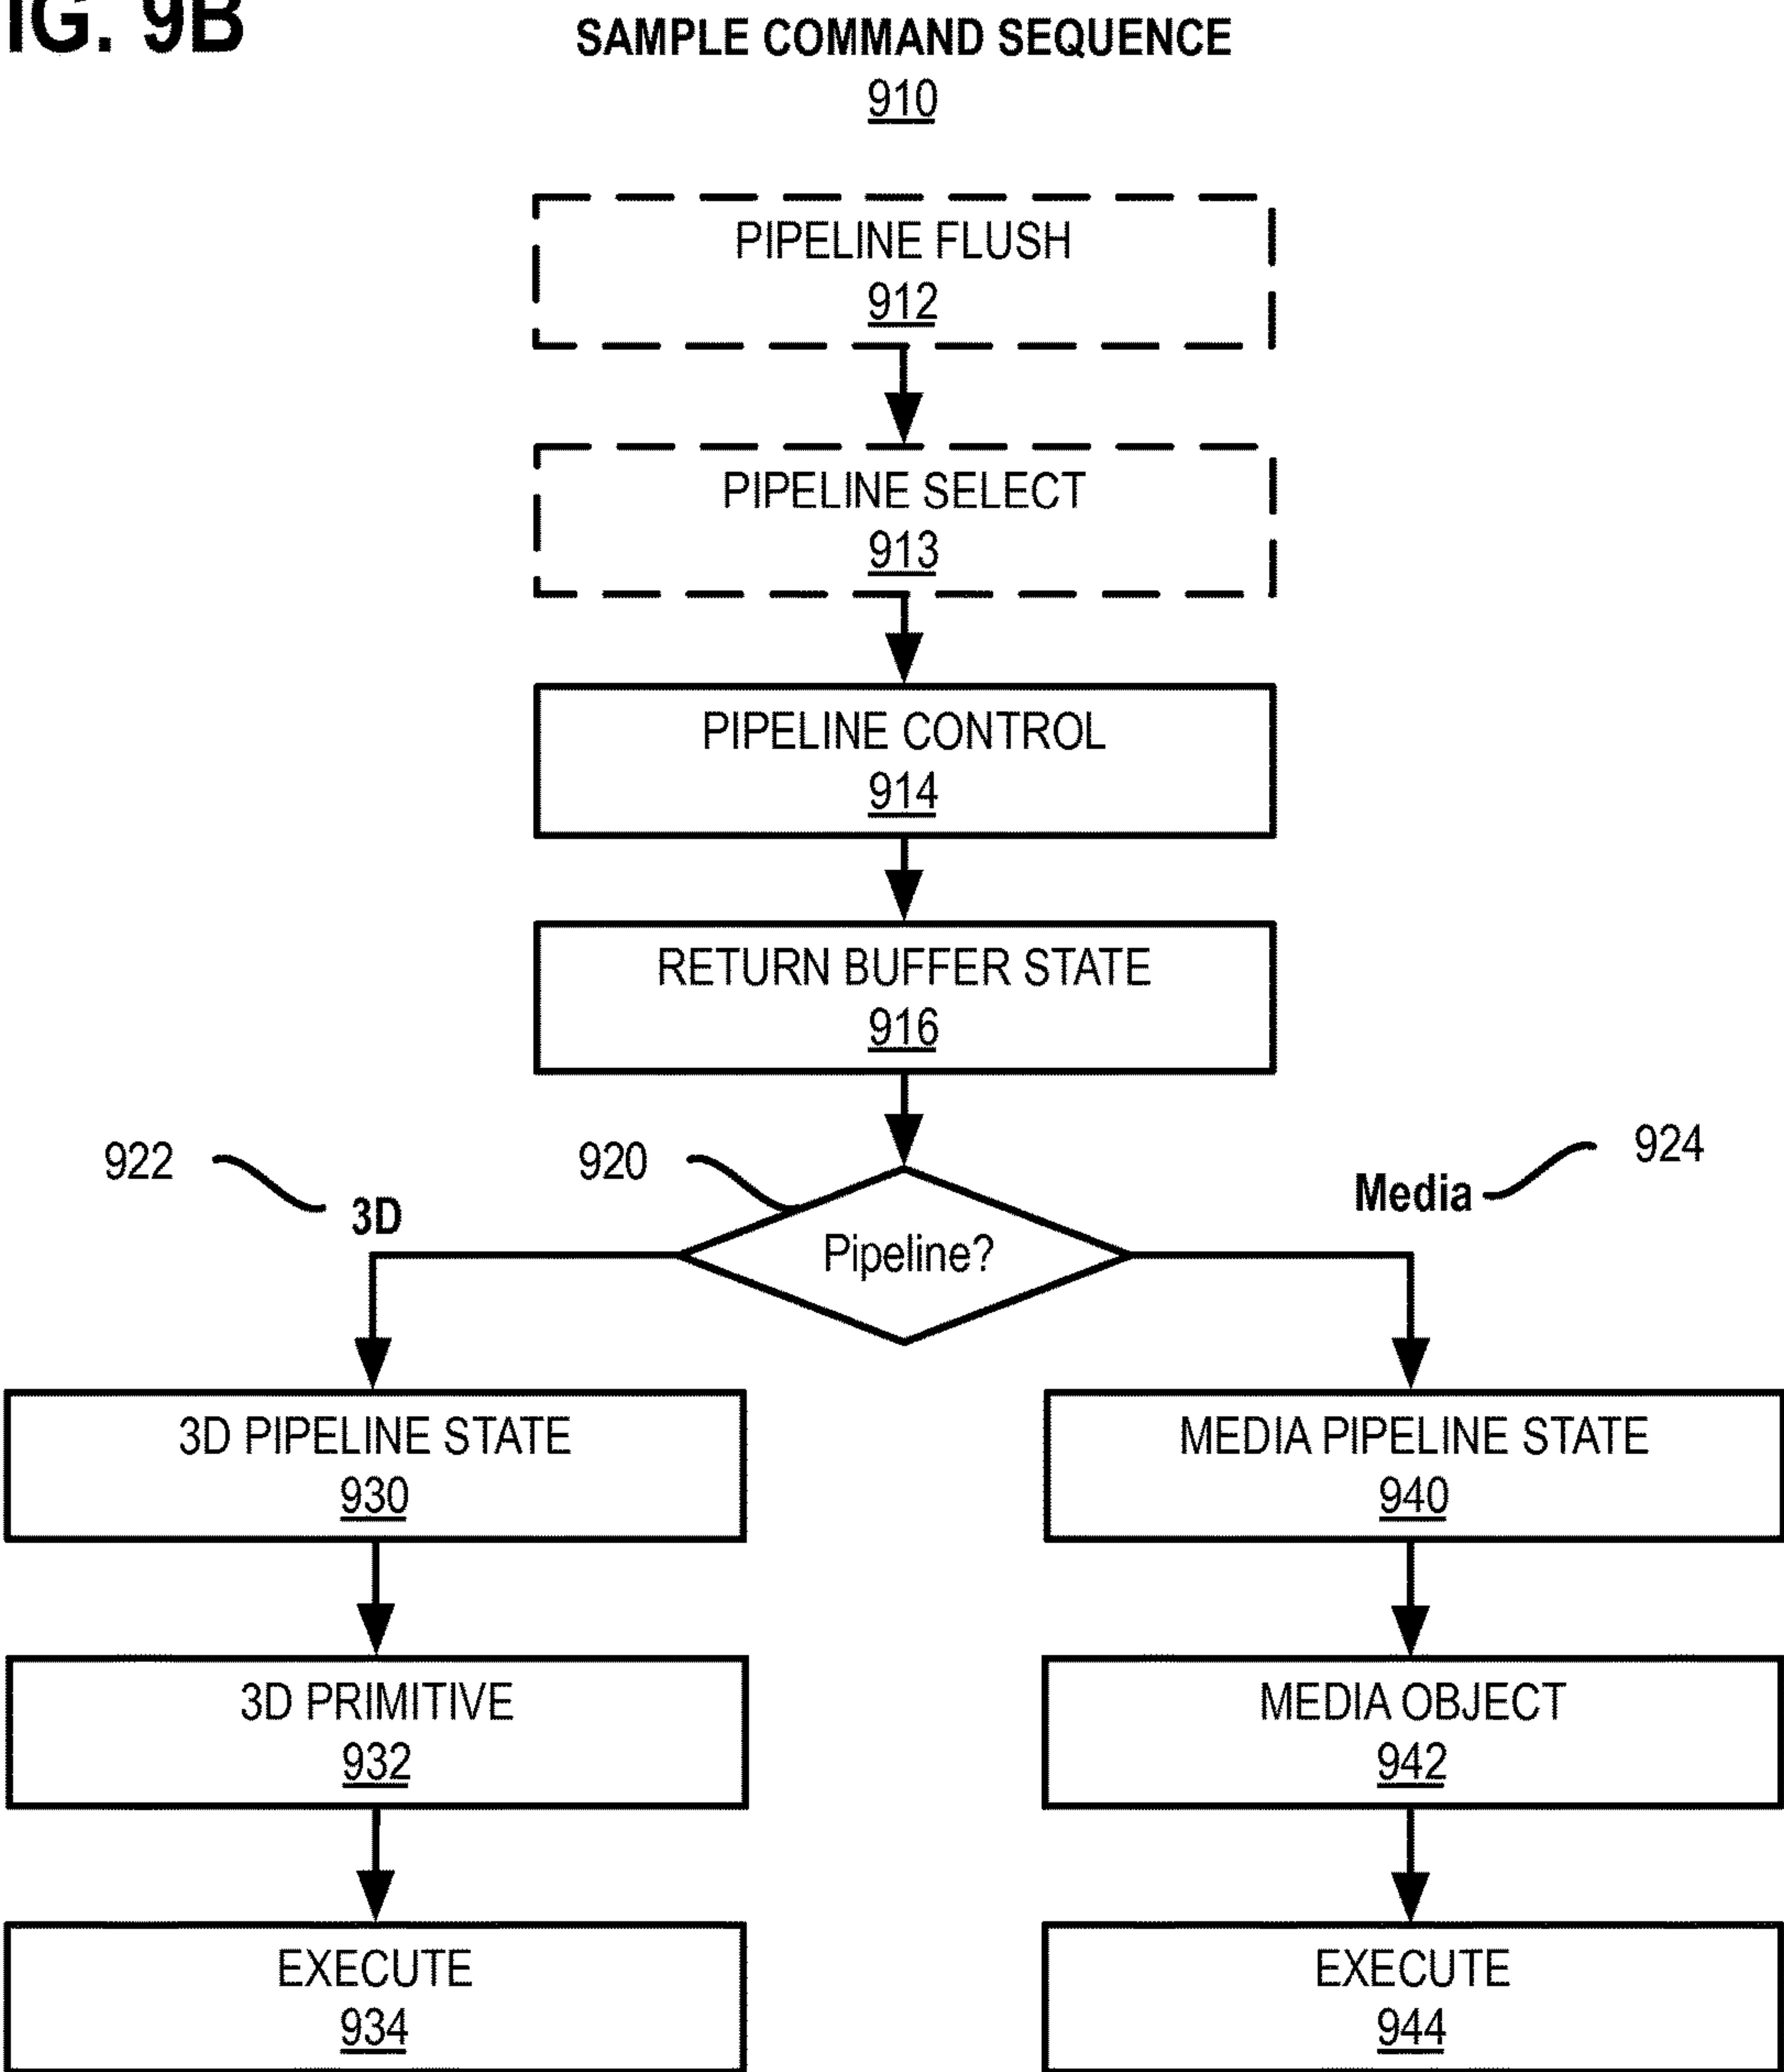 IG. 9B
SAMPLE COMMAND SEQUENCE
910
PIPELINE FLUSH
912
PIPELINE SELECT
913
PIPELINE CONTROL
914
RETURN BUFFER STATE
916
922
920
924
3D
Media
Pipeline?
3D PIPELINE STATE
930
MEDIA PIPELINE STATE
940
3D PRIMITIVE
932
MEDIA OBJECT
942
EXECUTE
934
EXECUTE
944